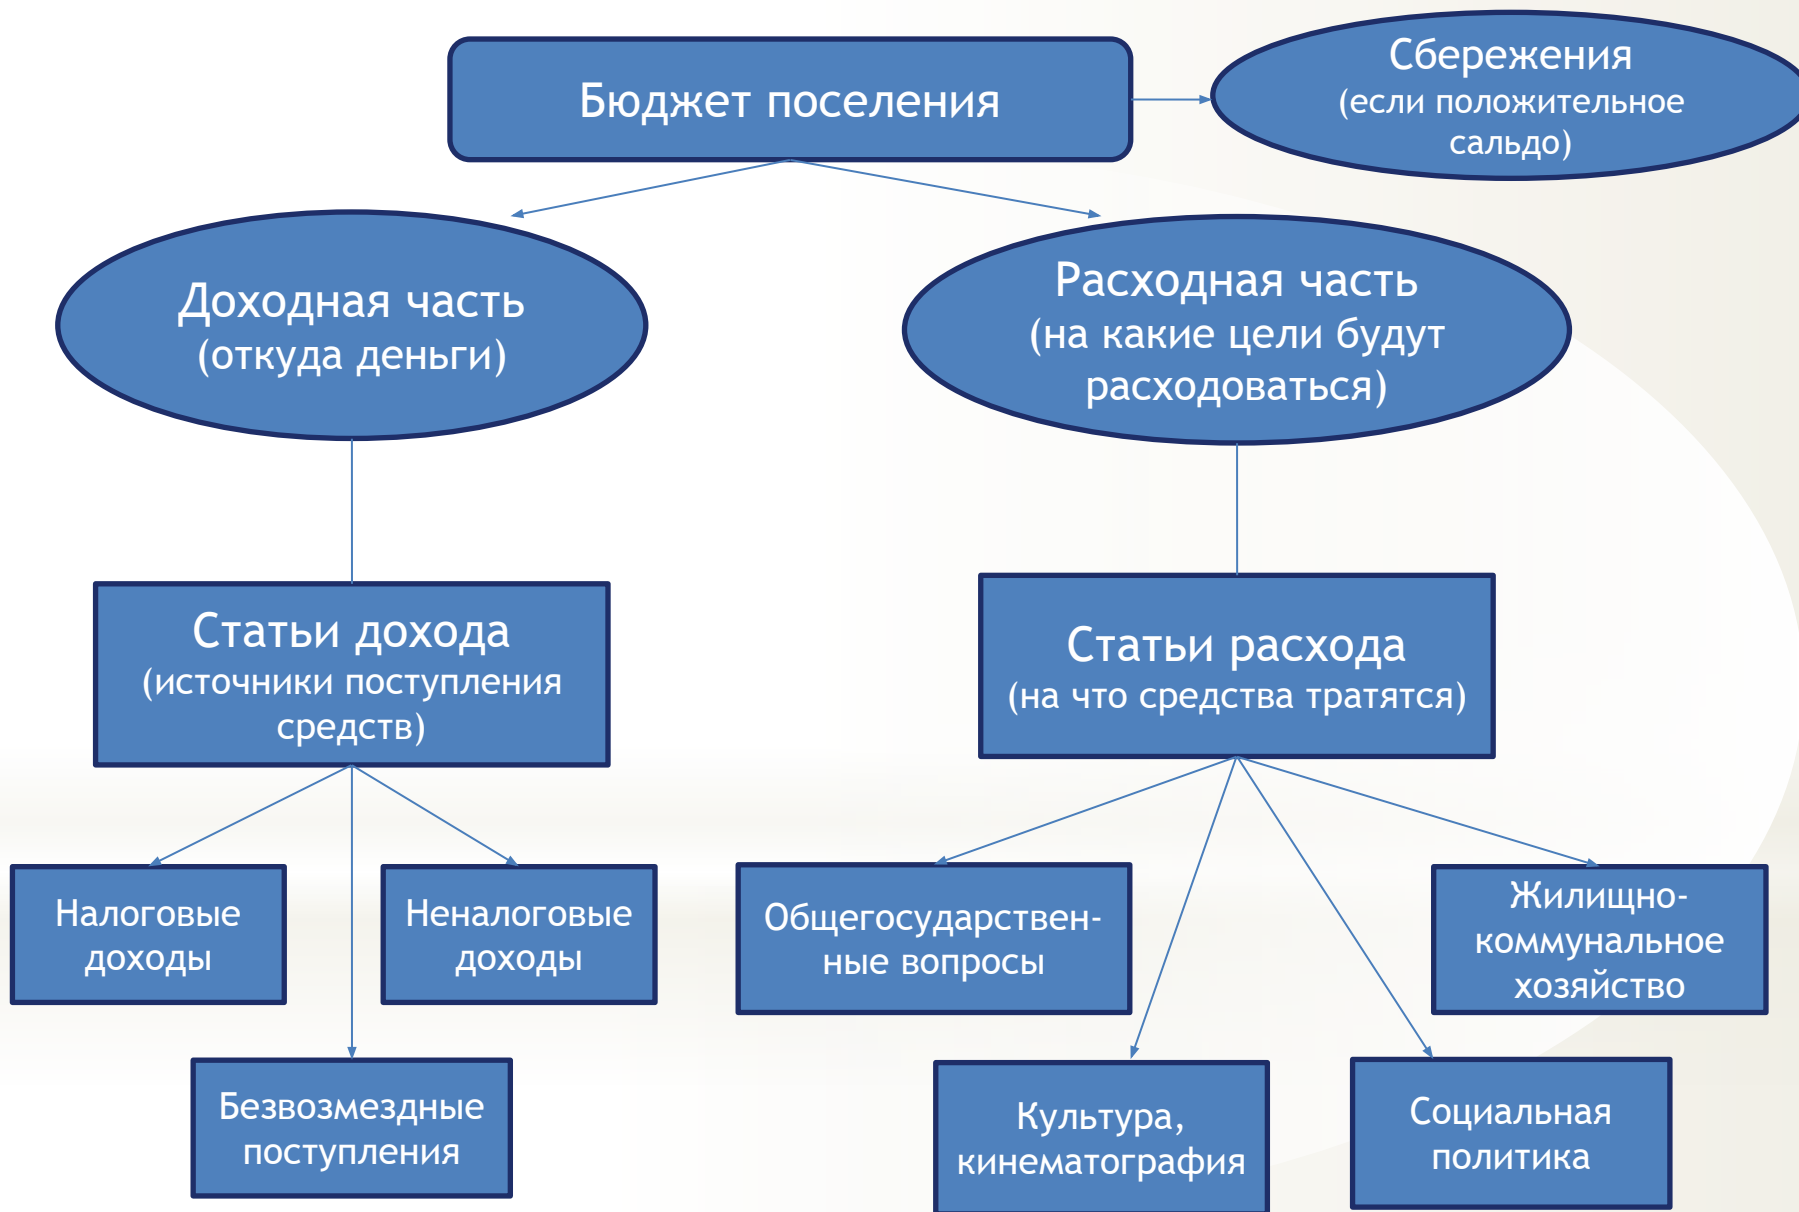 Бюджет поселения
Сбережения
(если положительное
сальдо)
Доходная часть
(откуда деньги)
Расходная часть
(на какие цели будут
расходоваться)
Статьи дохода
(источники поступления
средств)
Статьи расхода
(на что средства тратятся)
Налоговые
доходы
Неналоговые
доходы
Общегосударствен-
ные вопросы
Жилищно-
коммунальное
хозяйство
Безвозмездные
поступления
Культура,
кинематография
Социальная
политика